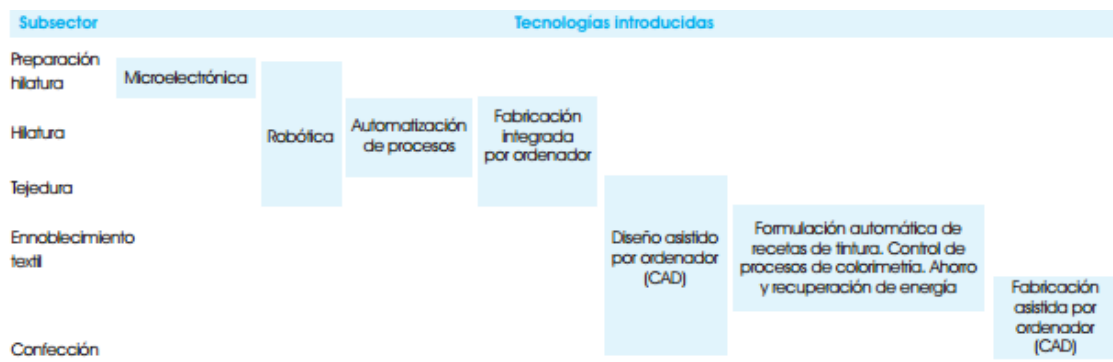 Subsector
Tecnologías introducidas
Preparación
hilatura
Microelectrónica
Hilatura
Robótica
Automatización
de procesos
Fabricación
integrada
por ordenador
Tejedura
Ennoblecimiento
textil
Diseño asistido
por ordenador
(CAD)
Formulación automática de
recetas de tintura. Control de
procesos de colorimetría. Ahorro
y recuperación de energía
Fabricación
asistida por
ordenador
(CAD)
Confección